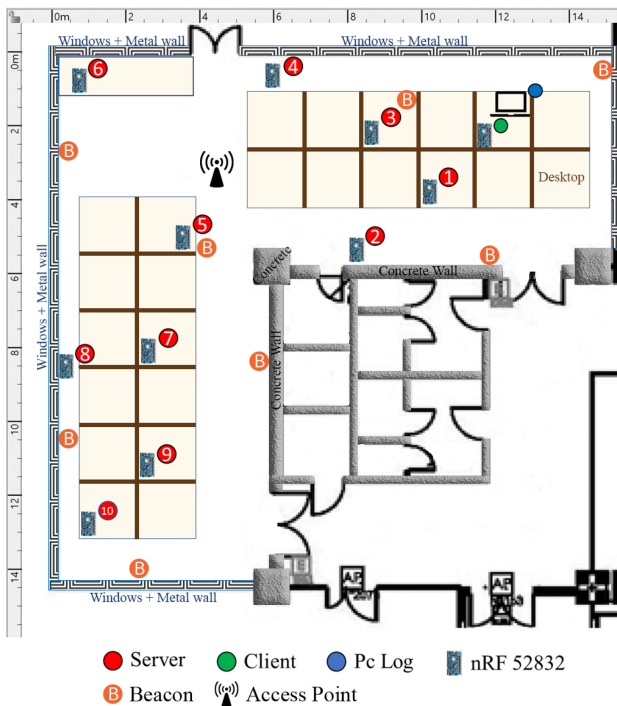 0m 2 4 6 8 10 12 14
Windows + Metal wall Windows + Metal wall
0m 2 4 6 8 10 12 14
6
4
B
B
3
B
1
Desktop
5
B
2
B
Concrete
Concrete Wall
Windows + Metal wall
7
8
B
Concrete Wall
B
9
10
B
A/P
Windows + Metal wall
Server Client Pc Log nRF 52832
B Beacon Access Point